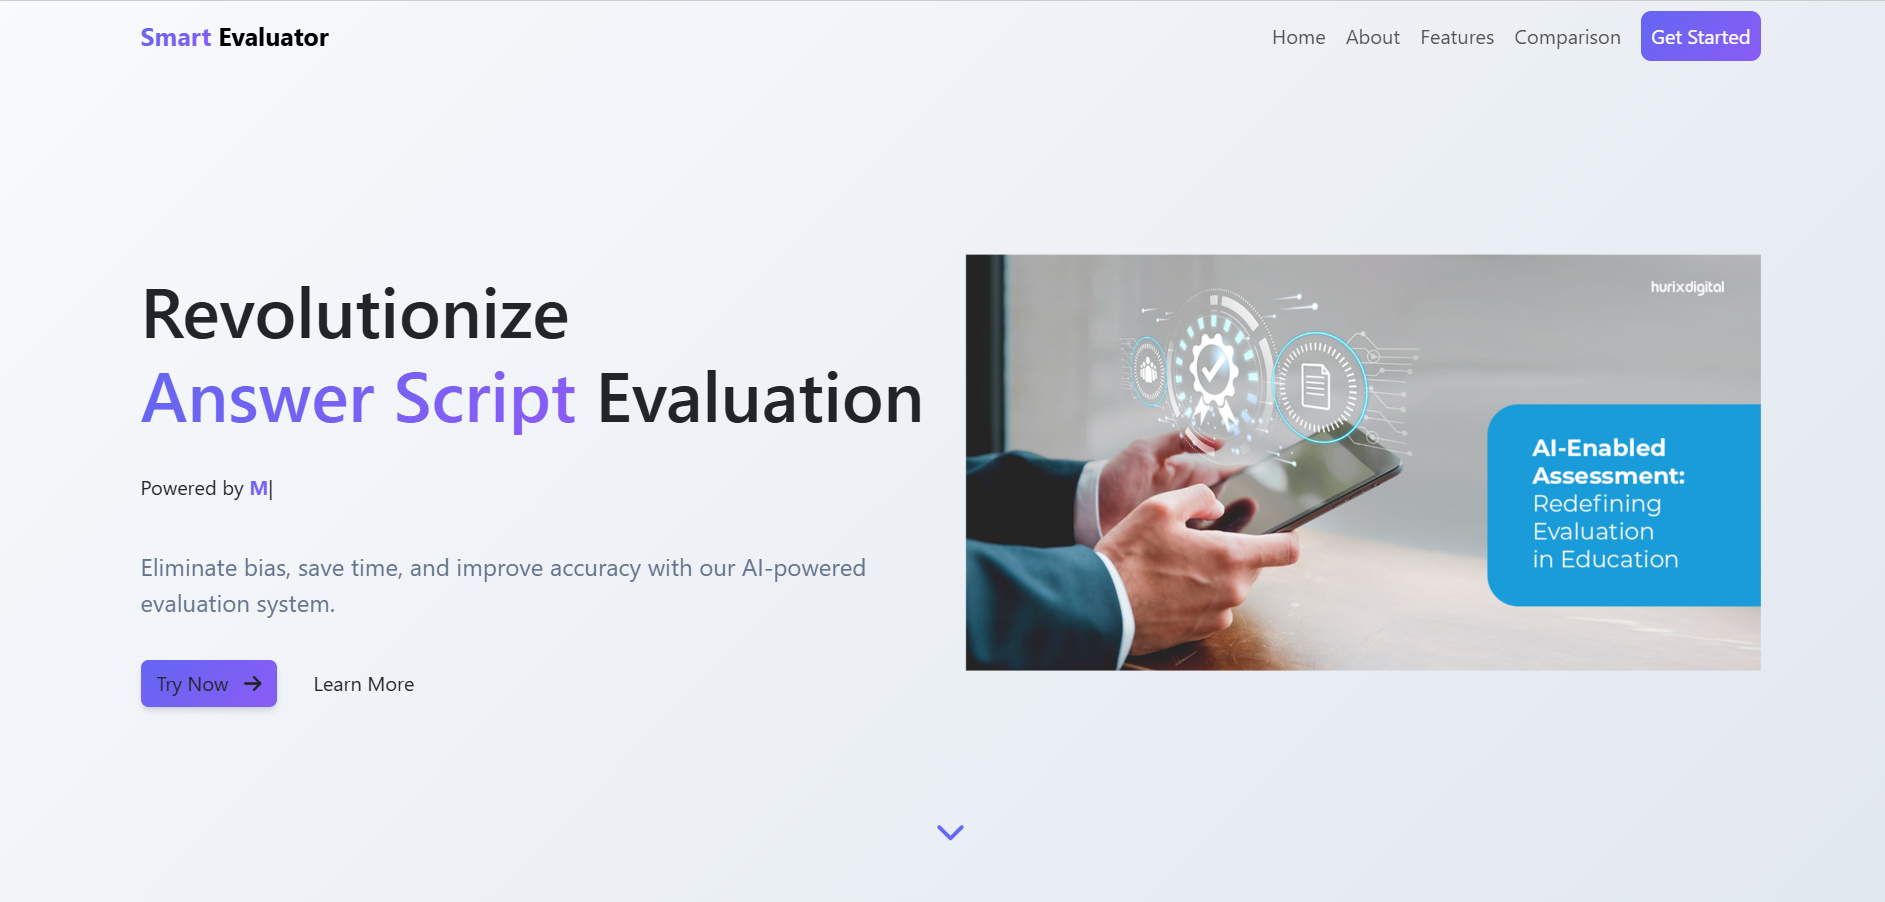 Smart Evaluator
Home
About
Features
Comparison
Get Started
Revolutionize
Answer Script Evaluation
Powered by M|
Eliminate bias, save time, and improve accuracy with our AI-powered
evaluation system.
Try Now
Learn More
hurixdigital
AI-Enabled
Assessment:
Redefining
Evaluation
in Education